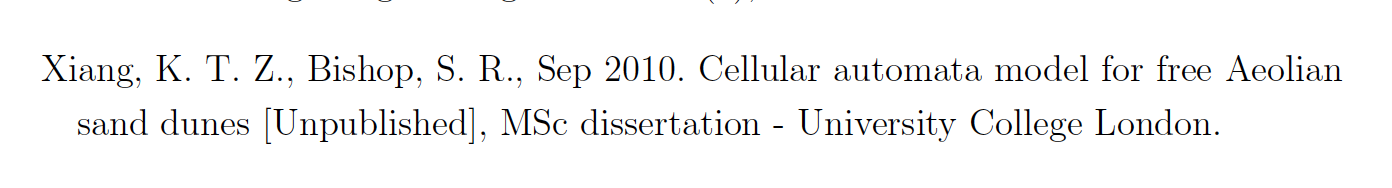 Xiang, K. T. Z., Bishop, S. R., Sep 2010. Cellular automata model for free Aeolian
sand dunes [Unpublished], MSc dissertation - University College London.